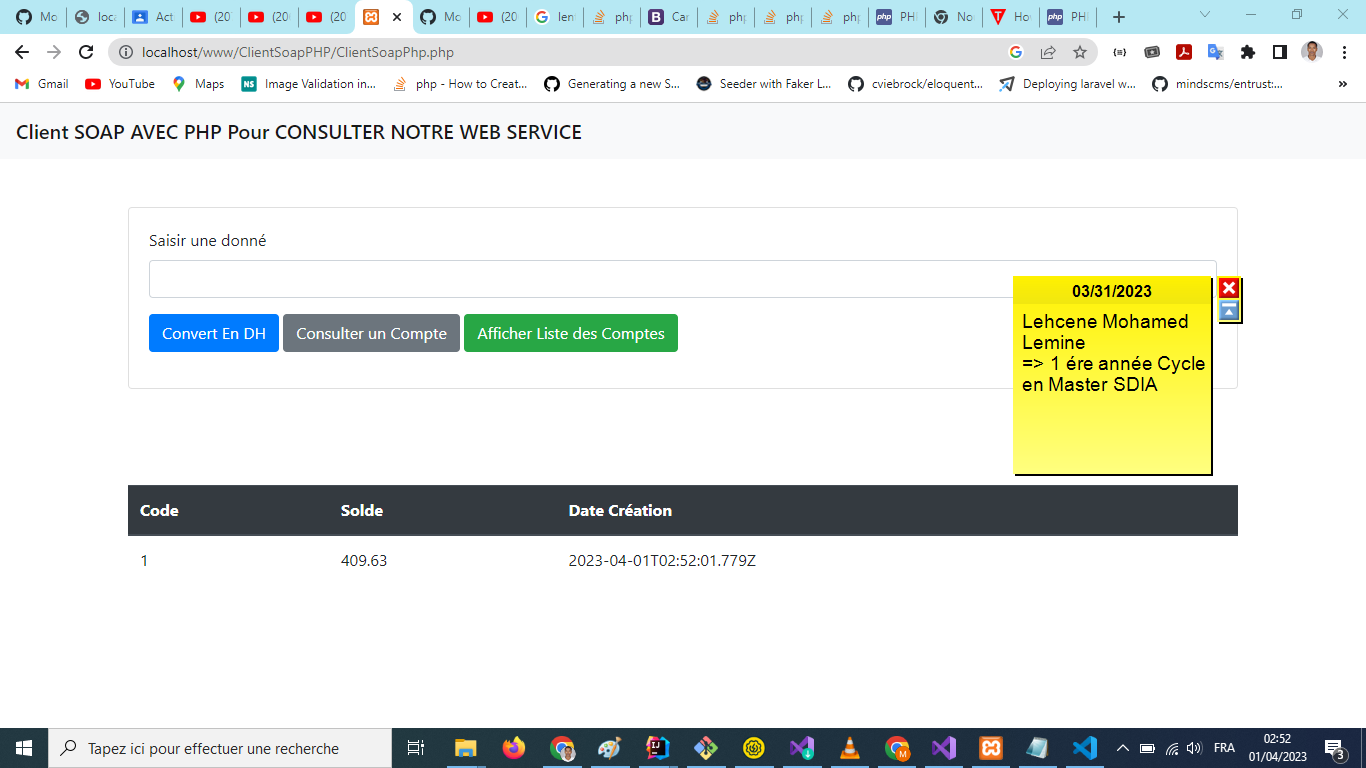 Mo
loca
Act
(20
(20
(20
Mo
(20
len
php
Car
php
php
php
PHI
No
Ho
PHI
localhost/www/ClientSoapPHP/ClientSoapPhp.php
Gmail
YouTube
Maps
NS
Image Validation in...
php - How to Creat...
Generating a new S...
Seeder with Faker L...
cviebrock/eloquent...
Deploying laravel w...
mindscms/entrust:...
»
Client SOAP AVEC PHP Pour CONSULTER NOTRE WEB SERVICE
Saisir une donné
Convert En DH
Consulter un Compte
Afficher Liste des Comptes
03/31/2023
Lehcene Mohamed
Lemine
=> 1 ére année Cycle
en Master SDIA
Code Solde Date Création
1 409.63 2023-04-01T02:52:01.779Z
Tapez ici pour effectuer une recherche
FRA
02:52
01/04/2023
3